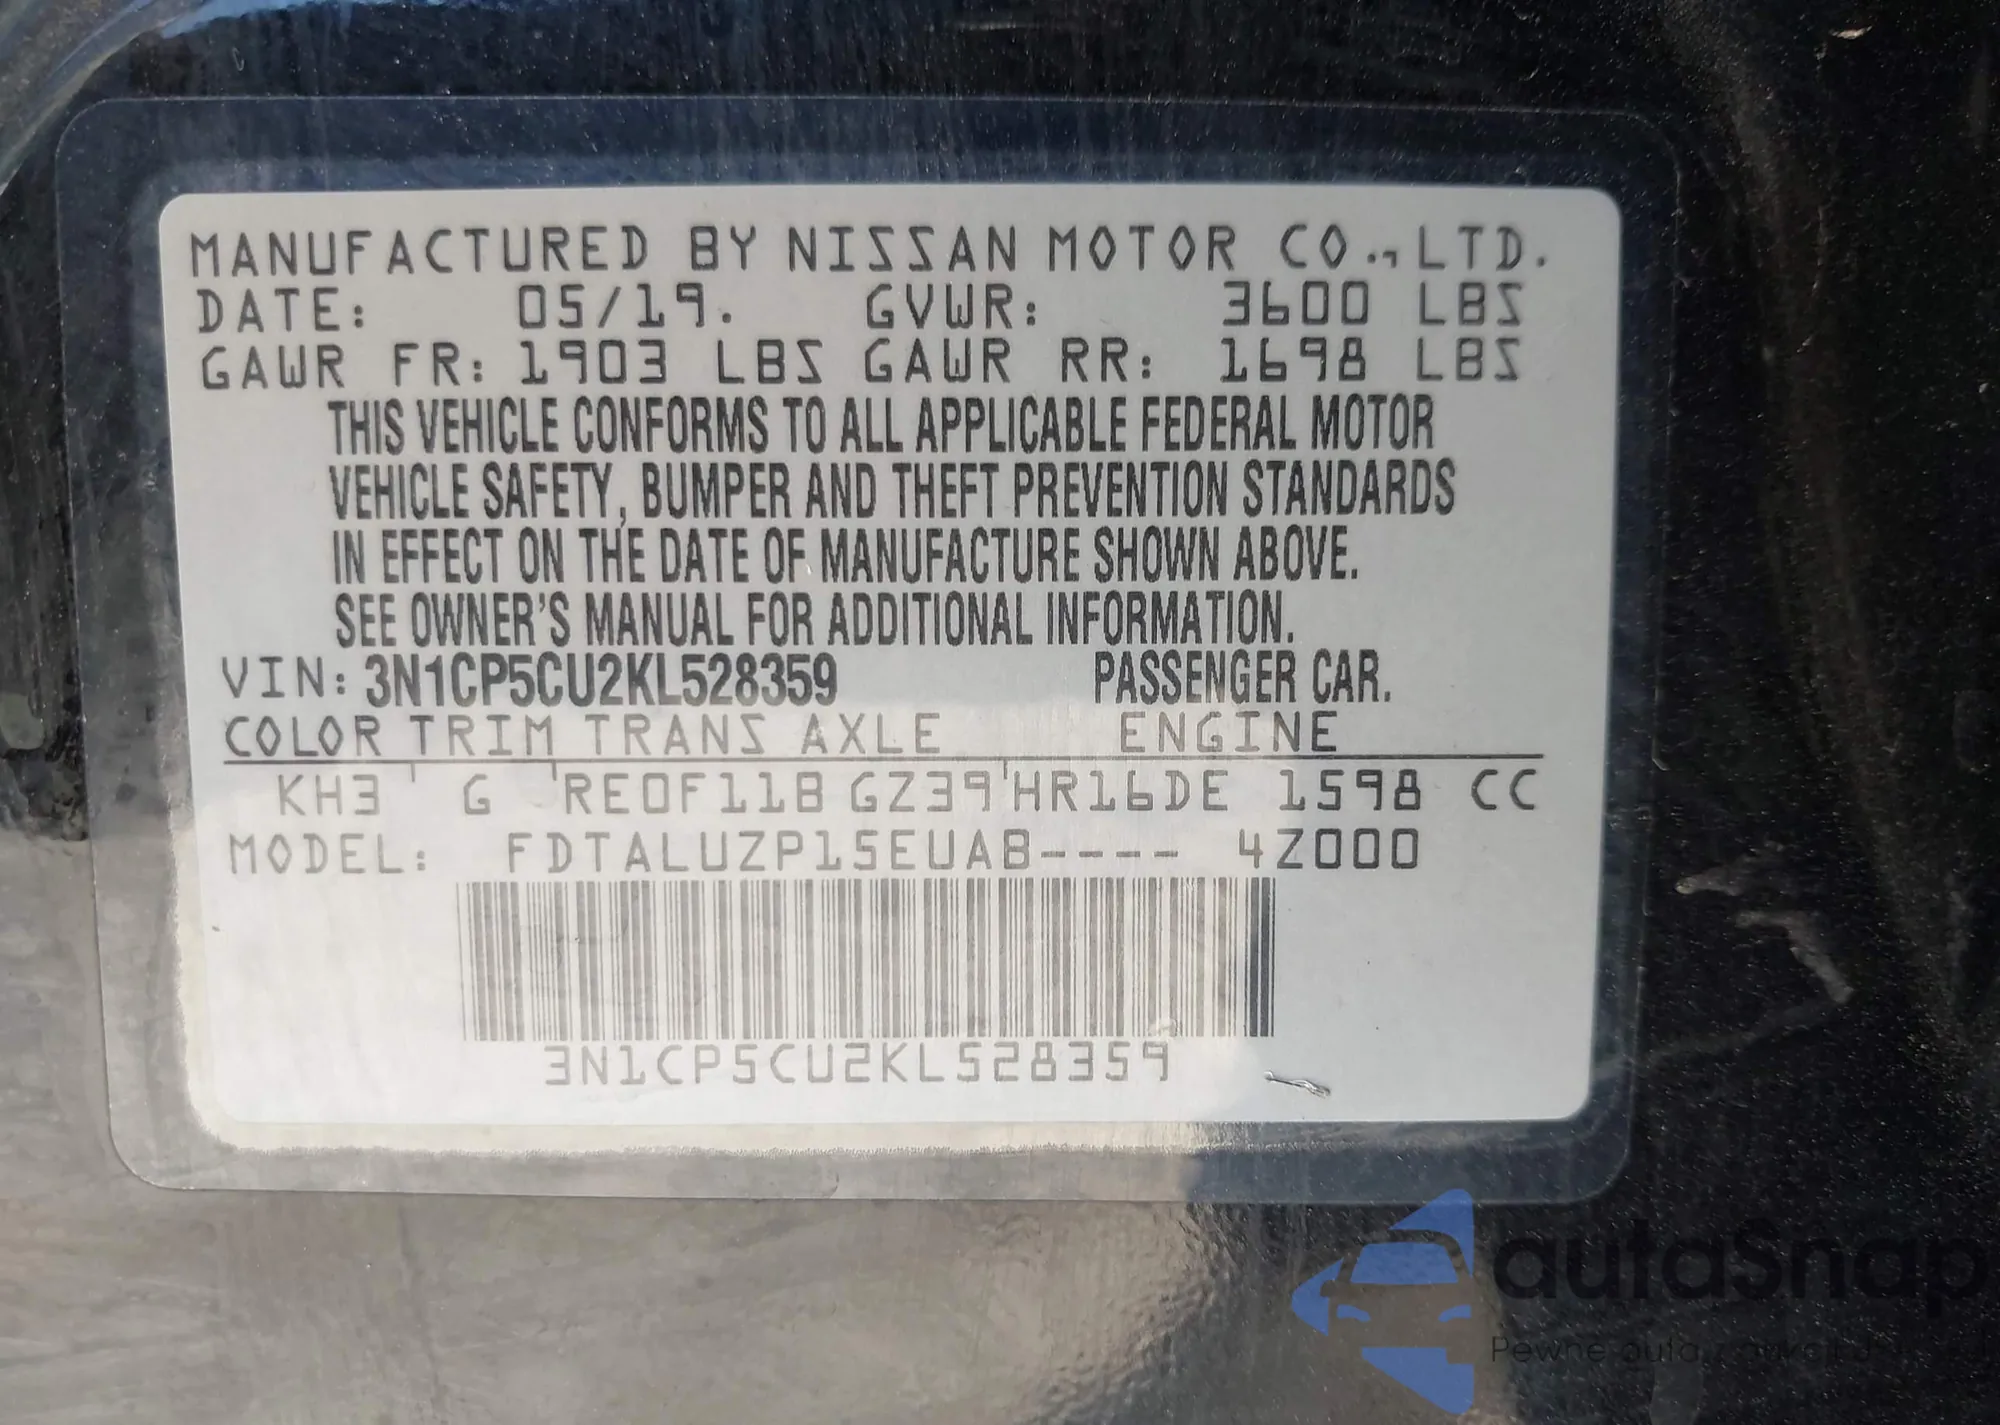 MANUFACTURED BY NISSAN MOTOR CO., LTD.
DATE: 05/19. GVWR: 3600 LBS
GAWR FR: 1903 LBS GAWR RR: 1698 LBS
THIS VEHICLE CONFORMS TO ALL APPLICABLE FEDERAL MOTOR
VEHICLE SAFETY, BUMPER AND THEFT PREVENTION STANDARDS
IN EFFECT ON THE DATE OF MANUFACTURE SHOWN ABOVE.
SEE OWNER'S MANUAL FOR ADDITIONAL INFORMATION.
VIN: 3N1CP5CU2KL528359 PASSENGER CAR.
COLOR TRIM TRANS AXLE ENGINE
KH3 G RE0F11B GZ39 HR16DE 1598 CC
MODEL: FDTALUZP15EUAB---- 4Z000
3N1CP5CU2KL528359
autaSnap
Pewne auta